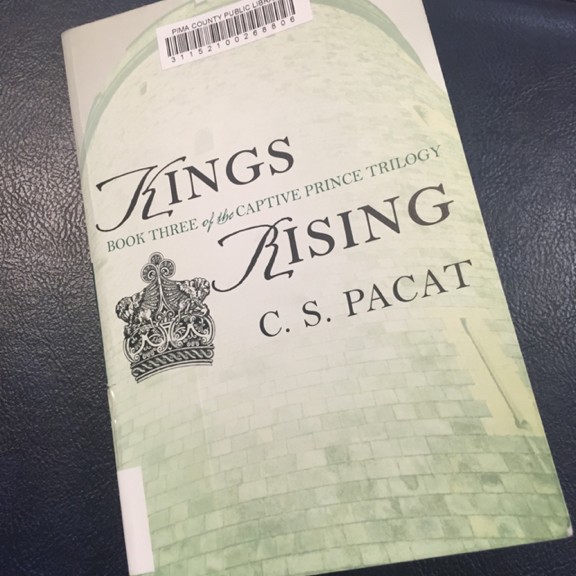 PIMA COUNTY PUBLIC LIBRARY
31152100268806
KINGS
BOOK THREE of the CAPTIVE PRINCE TRILOGY
RISING
C. S. PACAT